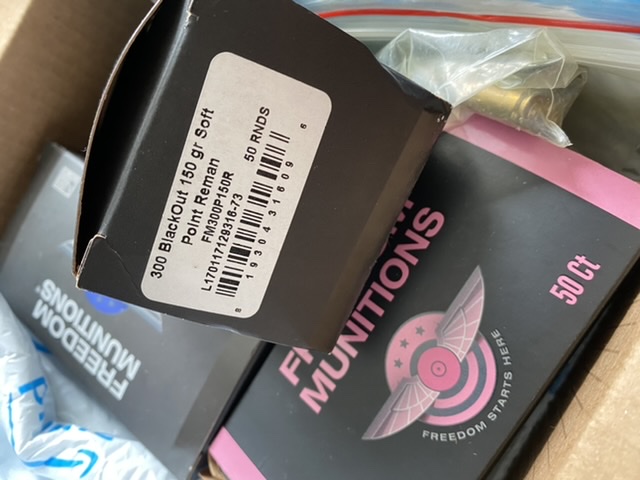 300 BlackOut 150 gr Soft
Point Reman
FM300P150R 50 RNDS
L170117129316-73
8 19304 31609 6
MUNITIONS
50 Ct
FREEDOM STARTS HERE
FREEDOM
MUNITIONS